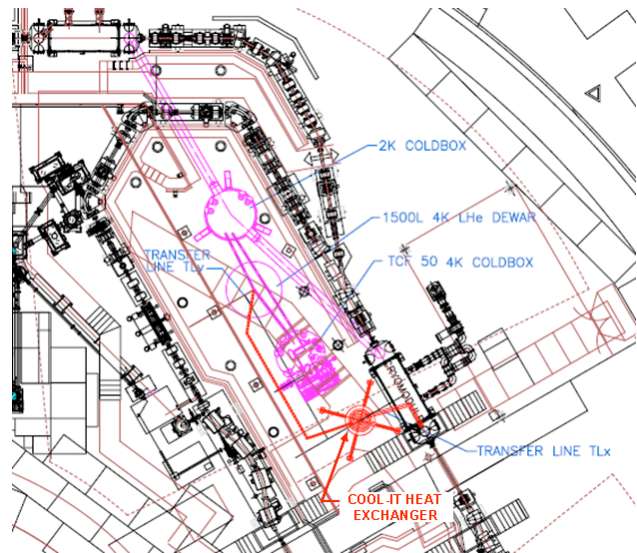 2K COLDBOX
1500L 4K LHe DEWAR
TRANSFER
LINE TLy
TCF 50 4K COLDBOX
CRYOMODULE
TRANSFER LINE TLx
COOL-IT HEAT
EXCHANGER